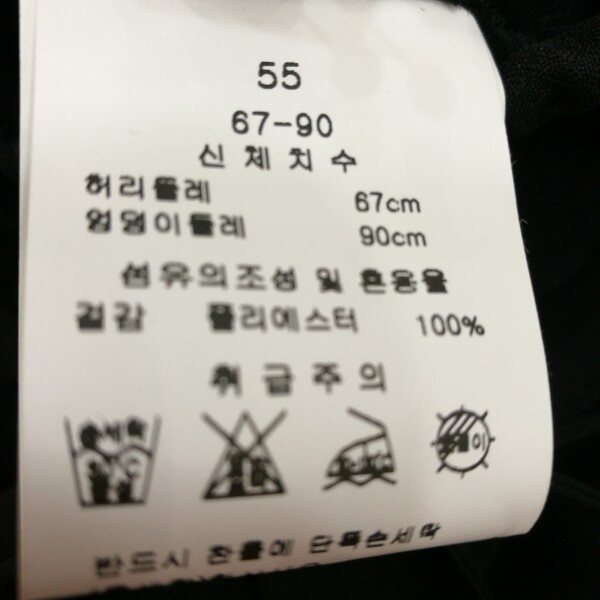 55
67-90
신체치수
허리둘레 67cm
엉덩이둘레 90cm
섬유의조성 및 혼용율
겉감 폴리에스터 100%
취급주의
반드시 찬물에 단독손세탁